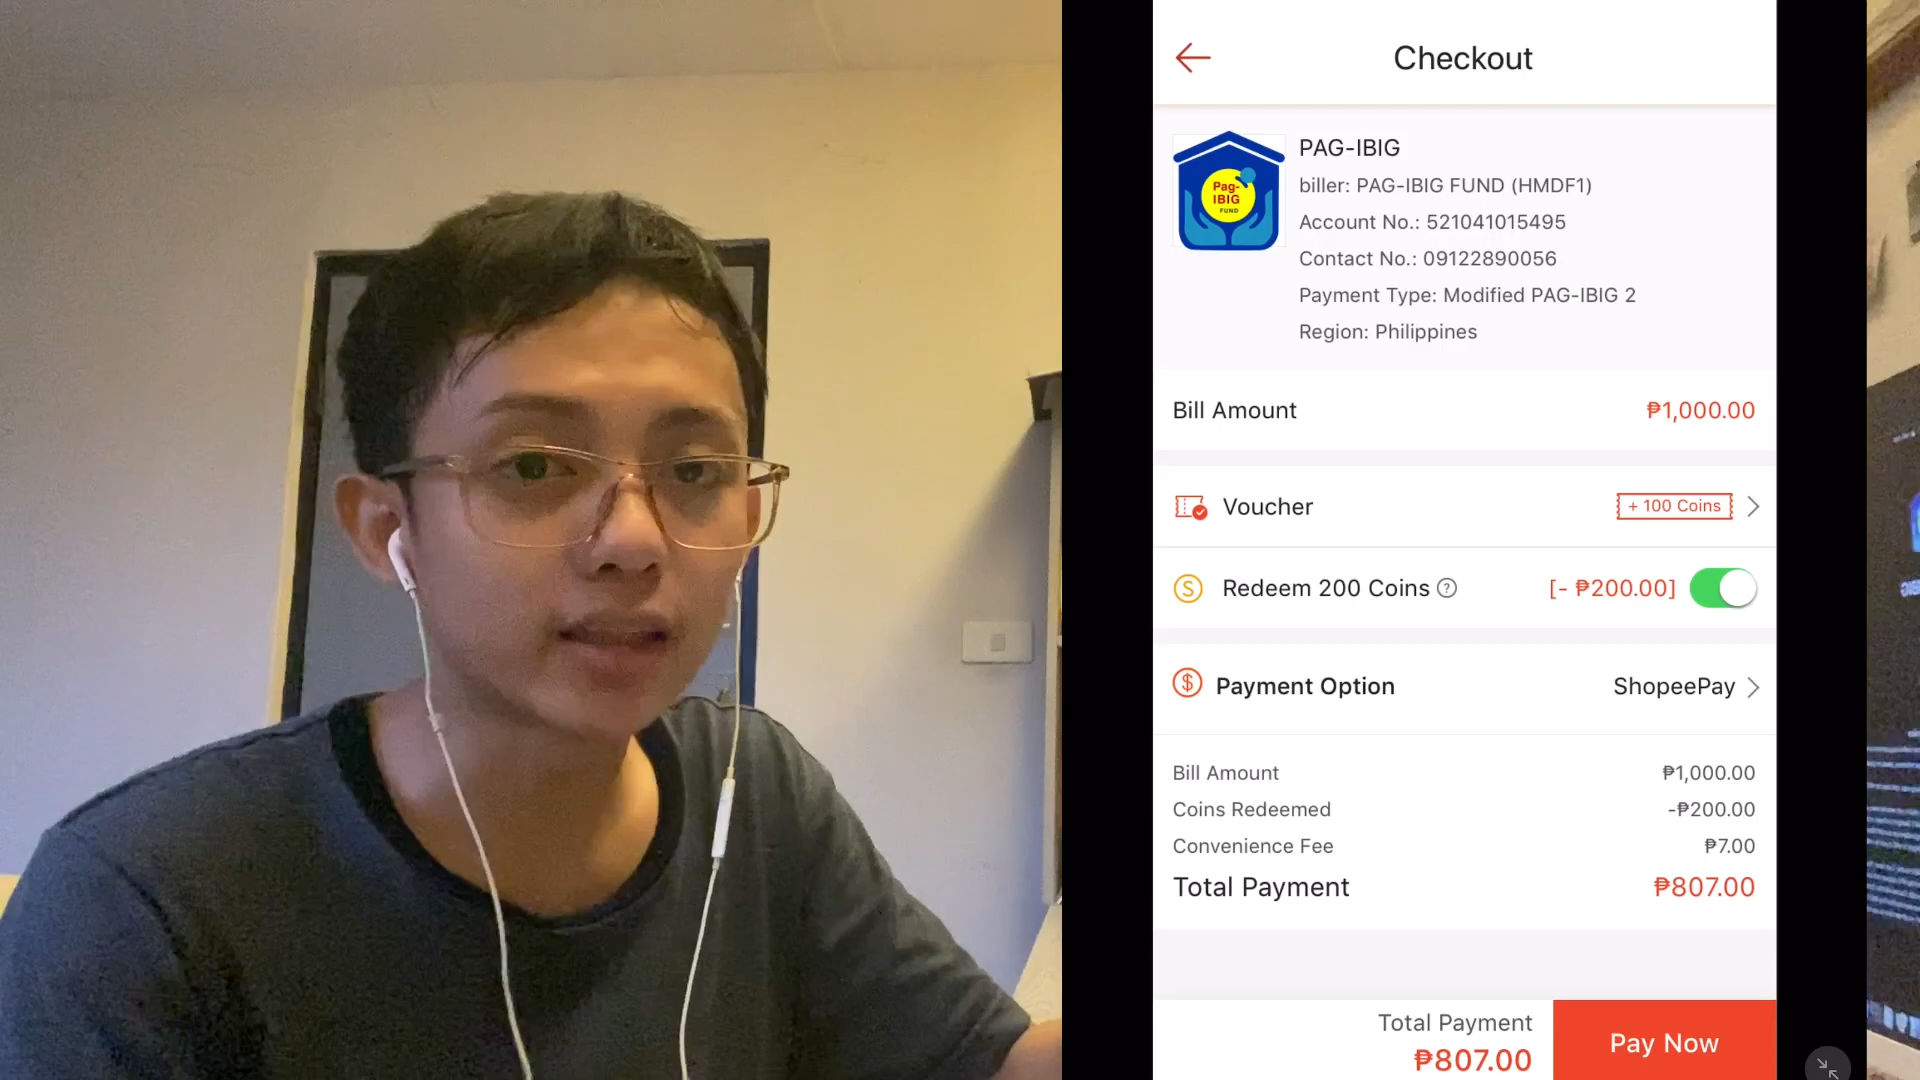 Checkout
Pag-
IBIG
FUND
PAG-IBIG
biller: PAG-IBIG FUND (HMDF1)
Account No.: 521041015495
Contact No.: 09122890056
Payment Type: Modified PAG-IBIG 2
Region: Philippines
Bill Amount ₱1,000.00
Voucher + 100 Coins
Redeem 200 Coins ? [- ₱200.00]
Payment Option ShopeePay
Bill Amount ₱1,000.00
Coins Redeemed -₱200.00
Convenience Fee ₱7.00
Total Payment ₱807.00
Total Payment
₱807.00
Pay Now